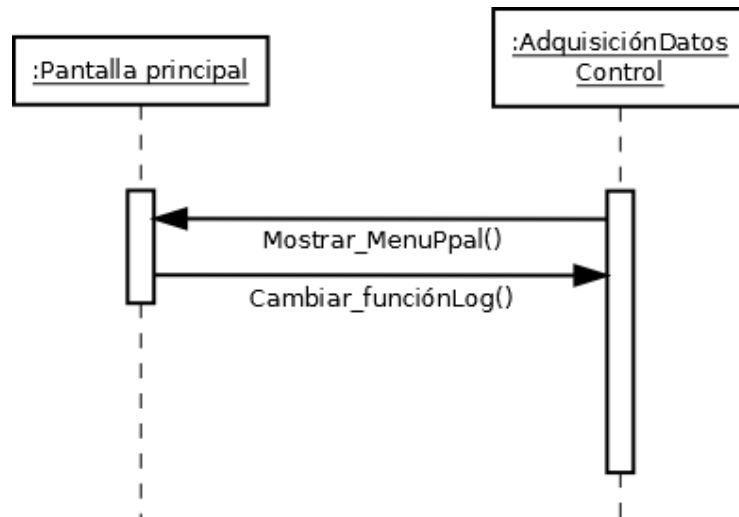 :Pantalla principal
:AdquisiciónDatos
Control
Mostrar_MenuPpal()
Cambiar_funciónLog()